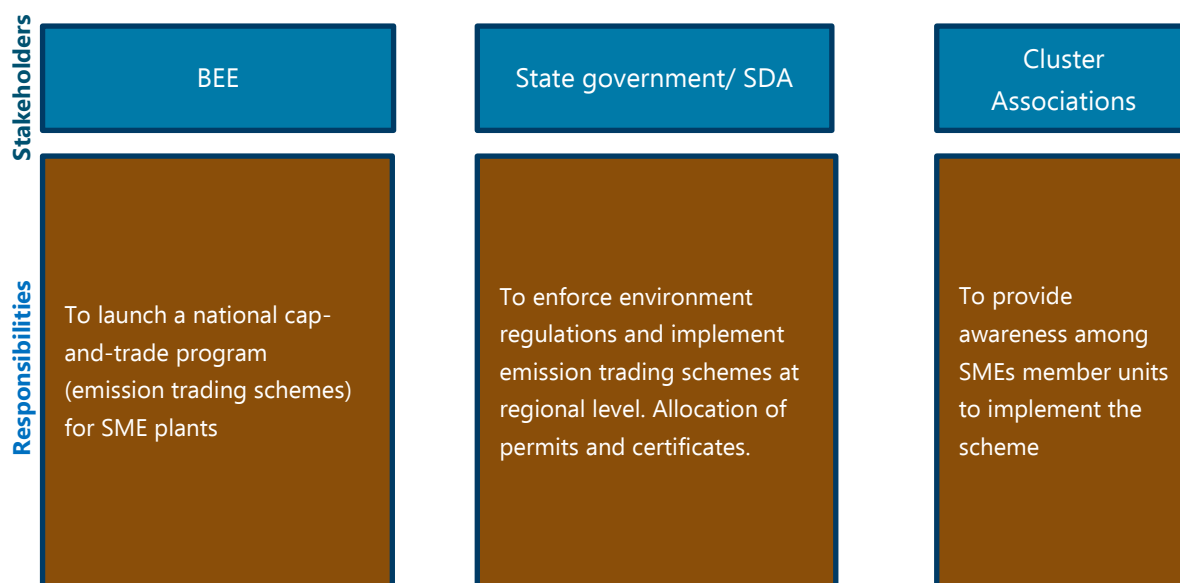 Stakeholders
BEE
State government/ SDA
Cluster
Associations
Responsibilities
To launch a national cap-
and-trade program
(emission trading schemes)
for SME plants
To enforce environment
regulations and implement
emission trading schemes at
regional level. Allocation of
permits and certificates.
To provide
awareness among
SMEs member units
to implement the
scheme